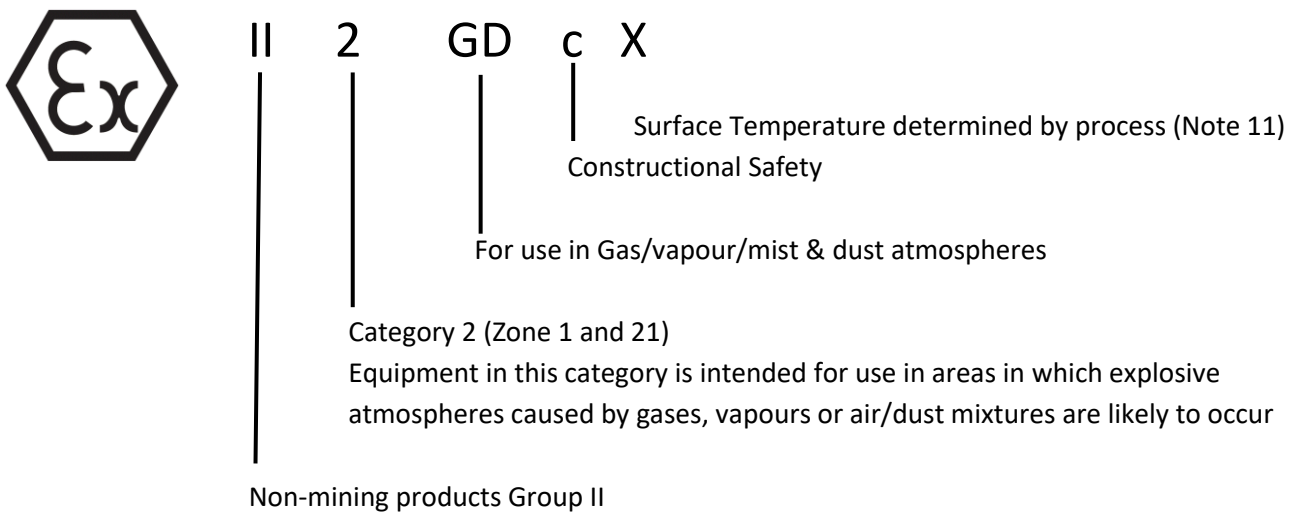 Ex II 2 GD c X
Surface Temperature determined by process (Note 11)
Constructional Safety
For use in Gas/vapour/mist & dust atmospheres
Category 2 (Zone 1 and 21)
Equipment in this category is intended for use in areas in which explosive
atmospheres caused by gases, vapours or air/dust mixtures are likely to occur
Non-mining products Group II